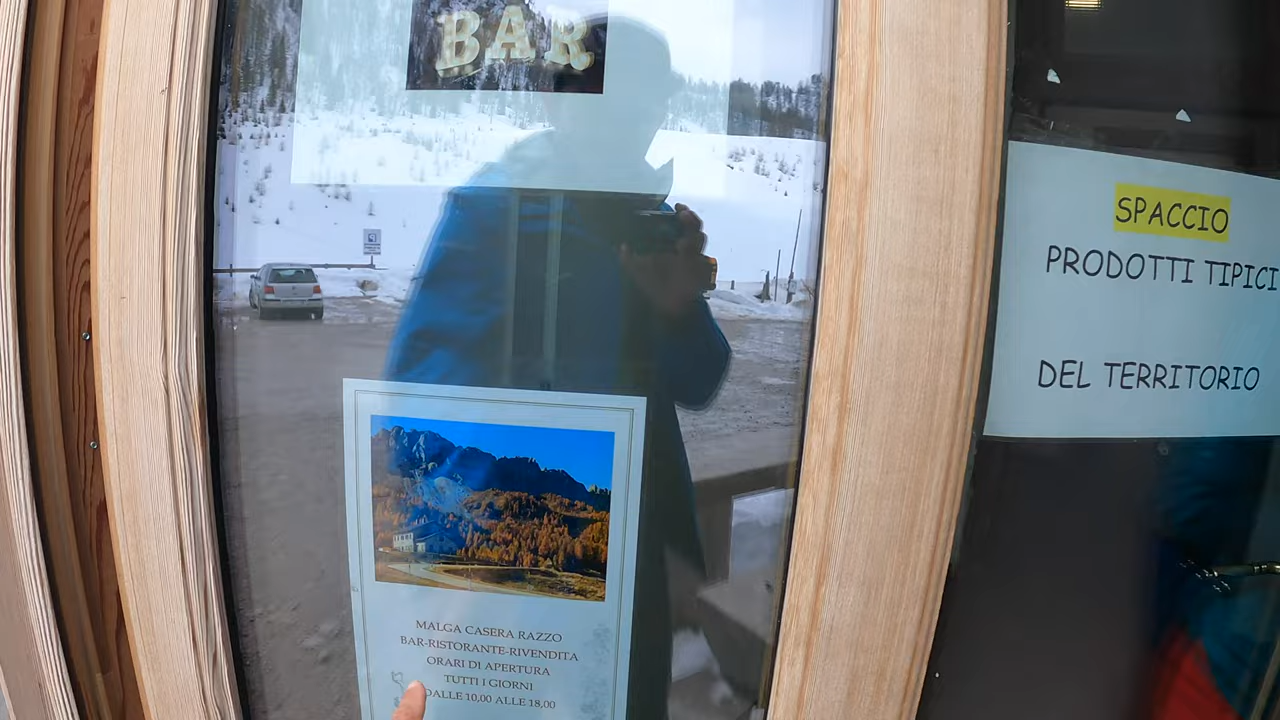 BAR
SPACCIO
PRODOTTI TIPICI
DEL TERRITORIO
MALGA CASERA RAZZO
BAR-RISTORANTE-RIVENDITA
ORARI DI APERTURA
TUTTI I GIORNI
DALLE 10,00 ALLE 18,00